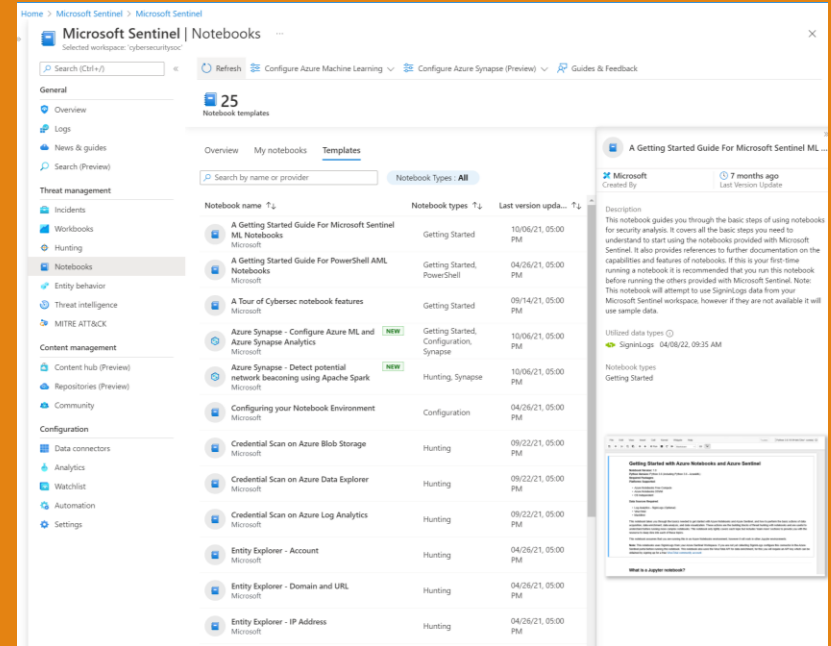 Home > Microsoft Sentinel > Microsoft Sentinel
Microsoft Sentinel | Notebooks ...
Selected workspace: 'cybersecuritysoc'
Search (Ctrl+/)
Refresh
Configure Azure Machine Learning
Configure Azure Synapse (Preview)
Guides & Feedback
General
Overview
Logs
News & guides
Search (Preview)
Threat management
Incidents
Workbooks
Hunting
Notebooks
Entity behavior
Threat intelligence
MITRE ATT&CK
Content management
Content hub (Preview)
Repositories (Preview)
Community
Configuration
Data connectors
Analytics
Watchlist
Automation
Settings
25
Notebook templates
Overview My notebooks Templates
Search by name or provider
Notebook Types : All
Notebook name Notebook types Last version upda...
A Getting Started Guide For Microsoft Sentinel
ML Notebooks
Microsoft
Getting Started
10/06/21, 05:00
PM
A Getting Started Guide For PowerShell AML
Notebooks
Microsoft
Getting Started,
PowerShell
04/26/21, 05:00
PM
A Tour of Cybersec notebook features
Microsoft
Getting Started
09/14/21, 05:00
PM
Azure Synapse - Configure Azure ML and
Azure Synapse Analytics
Microsoft
NEW
Getting Started,
Configuration,
Synapse
10/06/21, 05:00
PM
Azure Synapse - Detect potential
network beaconing using Apache Spark
Microsoft
NEW
Hunting, Synapse
10/06/21, 05:00
PM
Configuring your Notebook Environment
Microsoft
Configuration
04/26/21, 05:00
PM
Credential Scan on Azure Blob Storage
Microsoft
Hunting
09/22/21, 05:00
PM
Credential Scan on Azure Data Explorer
Microsoft
Hunting
09/22/21, 05:00
PM
Credential Scan on Azure Log Analytics
Microsoft
Hunting
09/22/21, 05:00
PM
Entity Explorer - Account
Microsoft
Hunting
04/26/21, 05:00
PM
Entity Explorer - Domain and URL
Microsoft
Hunting
04/26/21, 05:00
PM
Entity Explorer - IP Address
Microsoft
Hunting
04/26/21, 05:00
PM
A Getting Started Guide For Microsoft Sentinel ML ...
Microsoft
Created By
7 months ago
Last Version Update
Description
This notebook guides you through the basic steps of using notebooks
for security analysis. It covers all the basic steps you need to
understand to start using the notebooks provided with Microsoft
Sentinel. It also provides references to further documentation on the
capabilities and features of notebooks. If this is your first-time
running a notebook it is recommended that you run this notebook
before running the others provided with Microsoft Sentinel. Note:
This notebook will attempt to use SigninLogs data from your
Microsoft Sentinel workspace, however if they are not available it will
use sample data.
Utilized data types
SigninLogs 04/08/22, 09:35 AM
Notebook types
Getting Started
Getting Started with Azure Notebooks and Azure Sentinel
What is a Jupyter notebook?